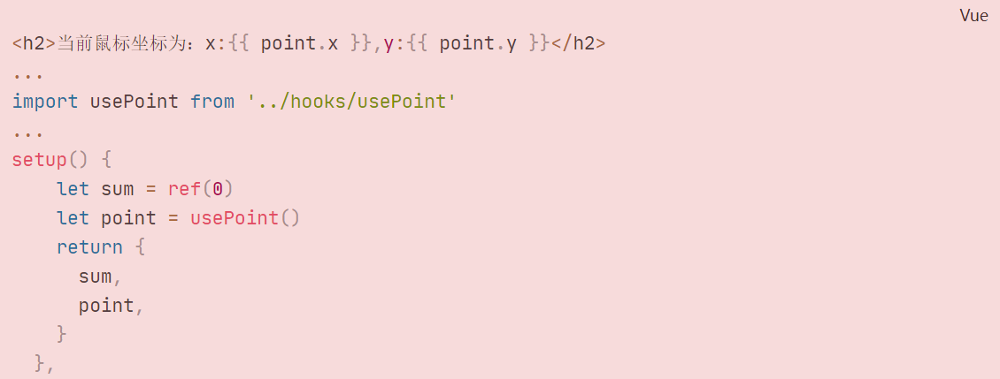 Vue
<h2>当前鼠标坐标为：x:{{ point.x }},y:{{ point.y }}</h2>
...
import usePoint from '../hooks/usePoint'
...
setup() {
    let sum = ref(0)
    let point = usePoint()
    return {
      sum,
      point,
    }
  },